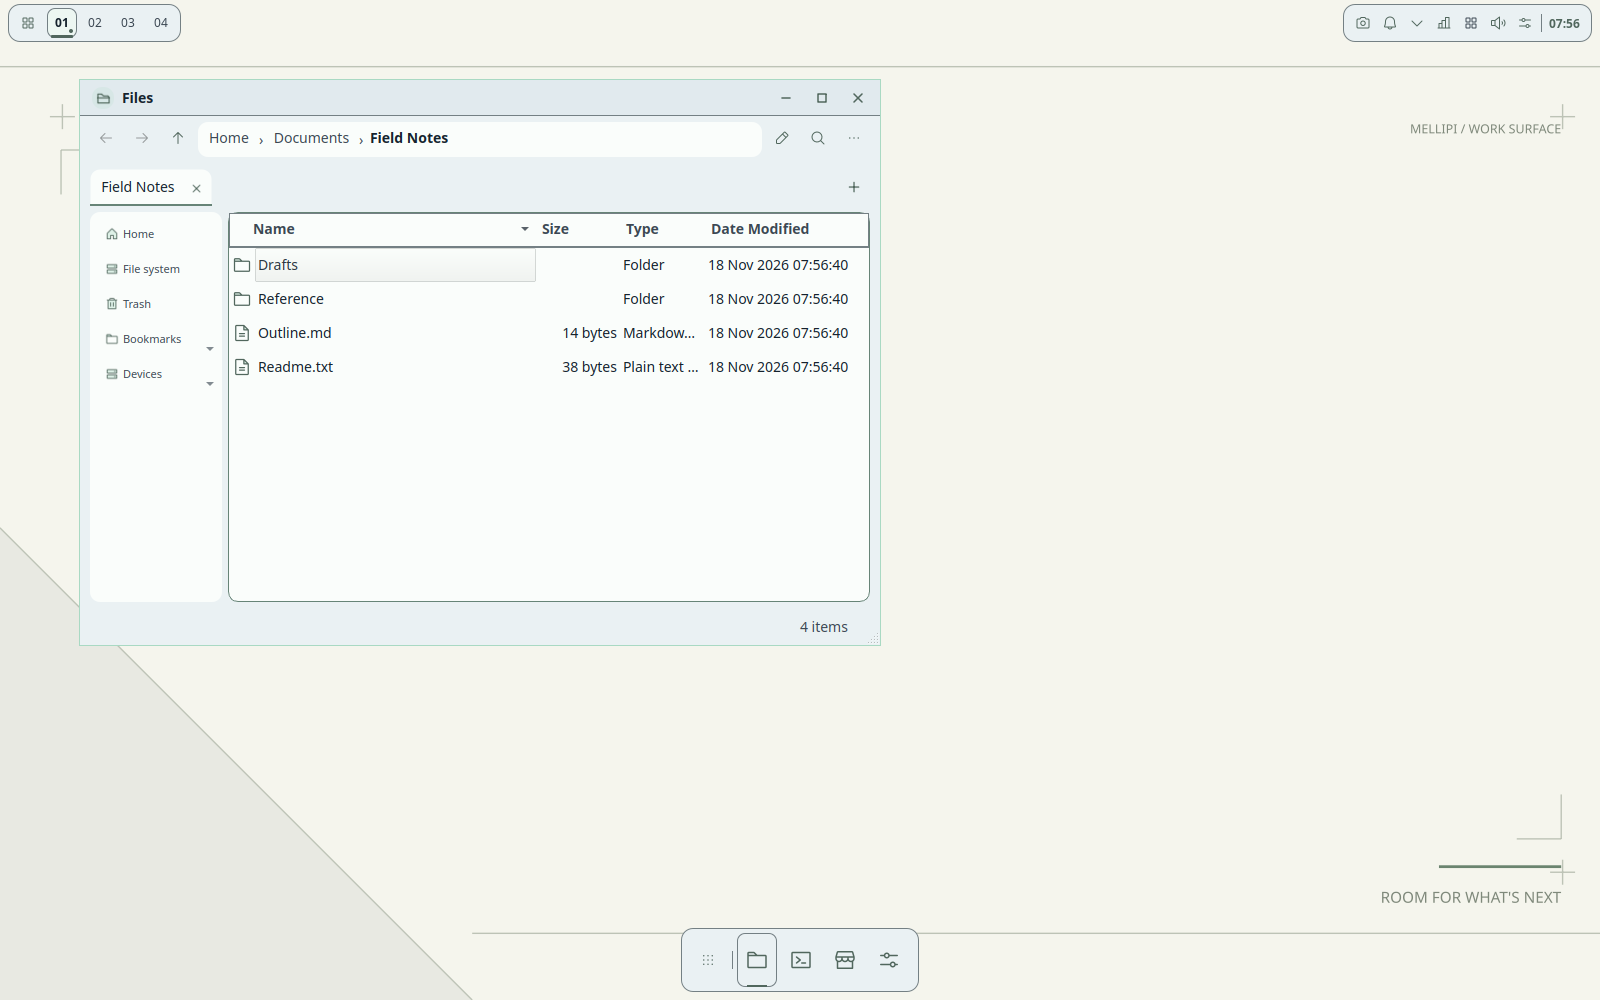 01 02 03 04
07:56
Files
Home › Documents › Field Notes
MELLIPI / WORK SURFACE
Field Notes
Name Size Type Date Modified
Home
File system
Trash
Bookmarks
Devices
Drafts Folder 18 Nov 2026 07:56:40
Reference Folder 18 Nov 2026 07:56:40
Outline.md 14 bytes Markdow... 18 Nov 2026 07:56:40
Readme.txt 38 bytes Plain text ... 18 Nov 2026 07:56:40
4 items
ROOM FOR WHAT'S NEXT